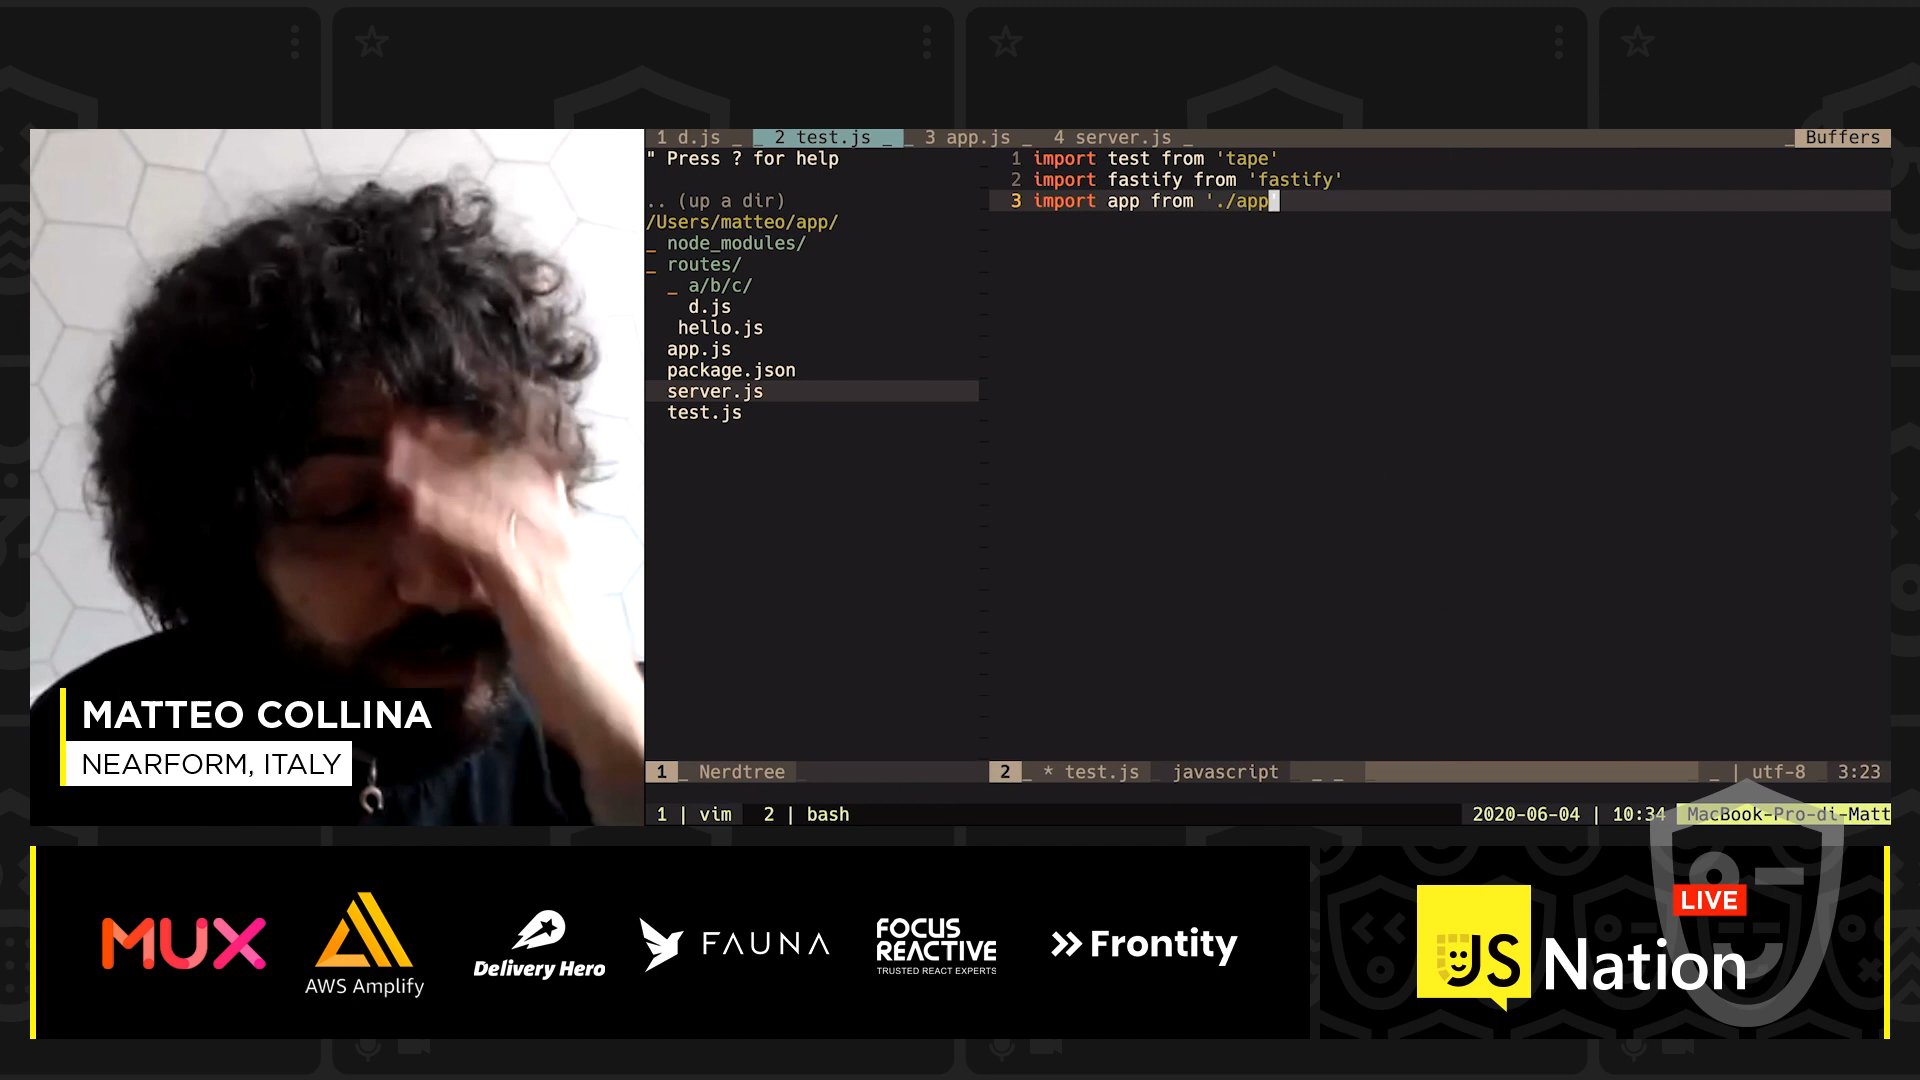 1 d.js _ _ 2 test.js _ _ 3 app.js _ 4 server.js _ _ Buffers
" Press ? for help
.. (up a dir)
/Users/matteo/app/
_ node_modules/
_ routes/
_ a/b/c/
d.js
hello.js
app.js
package.json
server.js
test.js
1 import test from 'tape'
2 import fastify from 'fastify'
3 import app from './app'
1 _ Nerdtree
2 _ * test.js _ javascript _ _ _ | utf-8 3:23
1 | vim 2 | bash 2020-06-04 | 10:34 MacBook-Pro-di-Matt
MATTEO COLLINA
NEARFORM, ITALY
MUX
AWS Amplify
Delivery Hero
FAUNA
FOCUS
REACTIVE
TRUSTED REACT EXPERTS
Frontity
JS Nation
LIVE